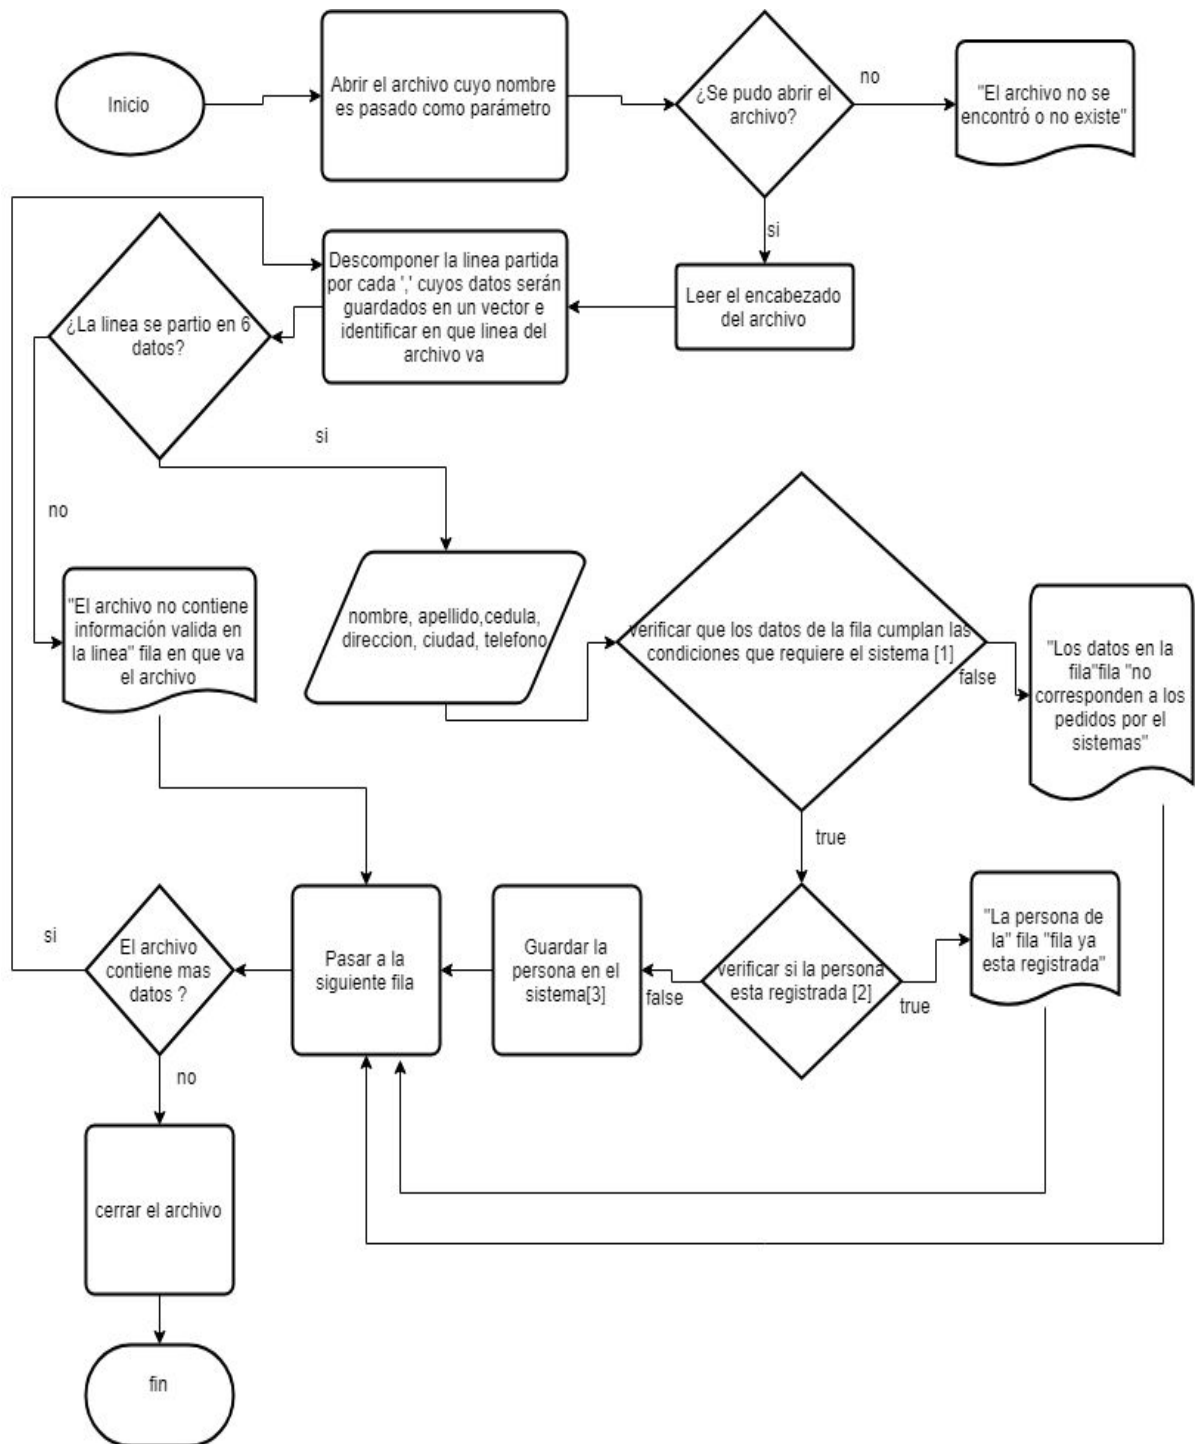 Inicio
Abrir el archivo cuyo nombre
es pasado como parámetro
¿Se pudo abrir el
archivo?
no
"El archivo no se
encontró o no existe"
si
Leer el encabezado
del archivo
Descomponer la linea partida
por cada ',' cuyos datos serán
guardados en un vector e
identificar en que linea del
archivo va
¿La linea se partio en 6
datos?
si
no
"El archivo no contiene
información valida en
la linea" fila en que va
el archivo
nombre, apellido,cedula,
direccion, ciudad, telefono
verificar que los datos de la fila cumplan las
condiciones que requiere el sistema [1]
false
"Los datos en la
fila"fila "no
corresponden a los
pedidos por el
sistemas"
true
verificar si la persona
esta registrada [2]
true
"La persona de
la" fila "fila ya
esta registrada"
false
Guardar la
persona en el
sistema[3]
Pasar a la
siguiente fila
El archivo
contiene mas
datos ?
si
no
cerrar el archivo
fin